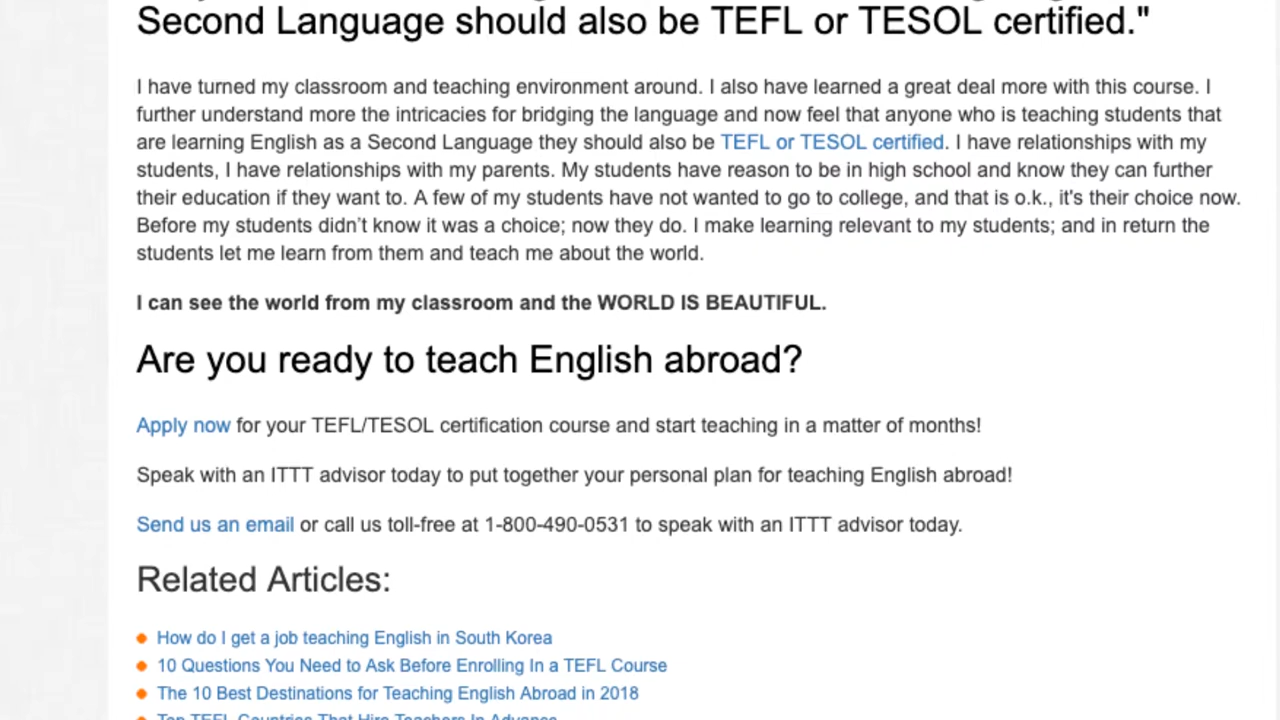 Second Language should also be TEFL or TESOL certified."
I have turned my classroom and teaching environment around. I also have learned a great deal more with this course. I
further understand more the intricacies for bridging the language and now feel that anyone who is teaching students that
are learning English as a Second Language they should also be TEFL or TESOL certified. I have relationships with my
students, I have relationships with my parents. My students have reason to be in high school and know they can further
their education if they want to. A few of my students have not wanted to go to college, and that is o.k., it's their choice now.
Before my students didn’t know it was a choice; now they do. I make learning relevant to my students; and in return the
students let me learn from them and teach me about the world.
I can see the world from my classroom and the WORLD IS BEAUTIFUL.
Are you ready to teach English abroad?
Apply now for your TEFL/TESOL certification course and start teaching in a matter of months!
Speak with an ITTT advisor today to put together your personal plan for teaching English abroad!
Send us an email or call us toll-free at 1-800-490-0531 to speak with an ITTT advisor today.
Related Articles:
How do I get a job teaching English in South Korea
10 Questions You Need to Ask Before Enrolling In a TEFL Course
The 10 Best Destinations for Teaching English Abroad in 2018
Top TEFL Countries That Hire Teachers In Advance